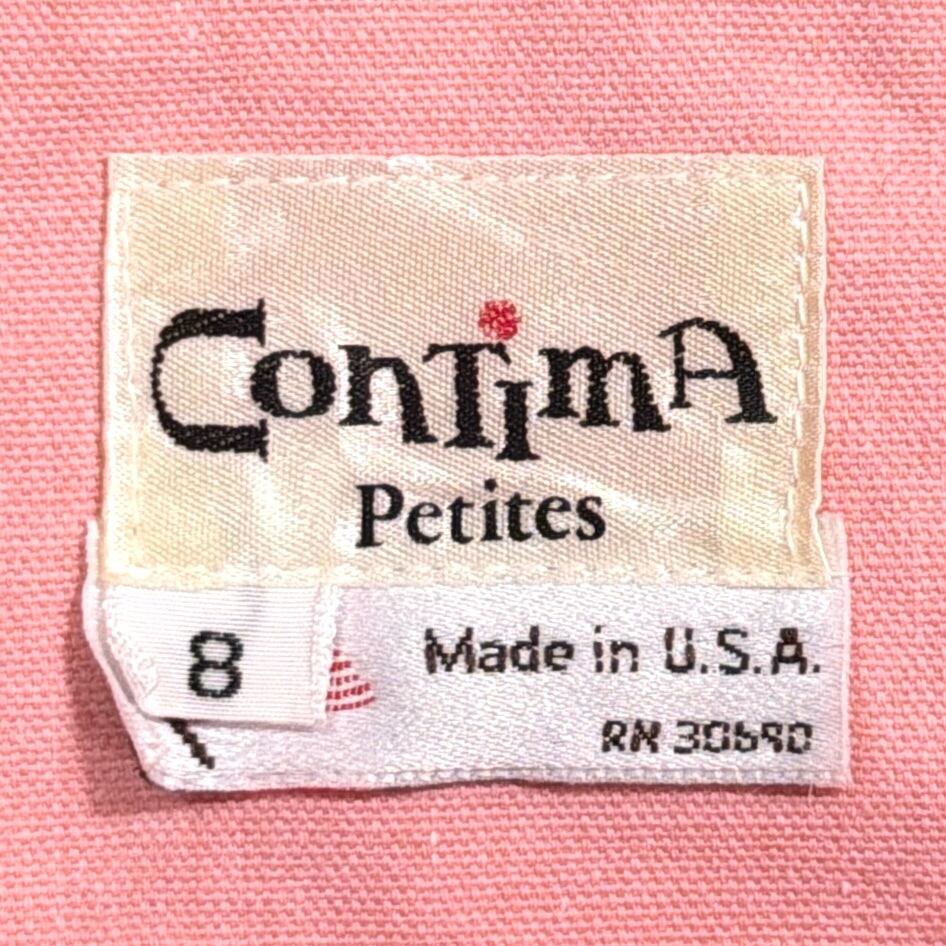 ContimA
Petites
8
Made in U.S.A.
RN 30690